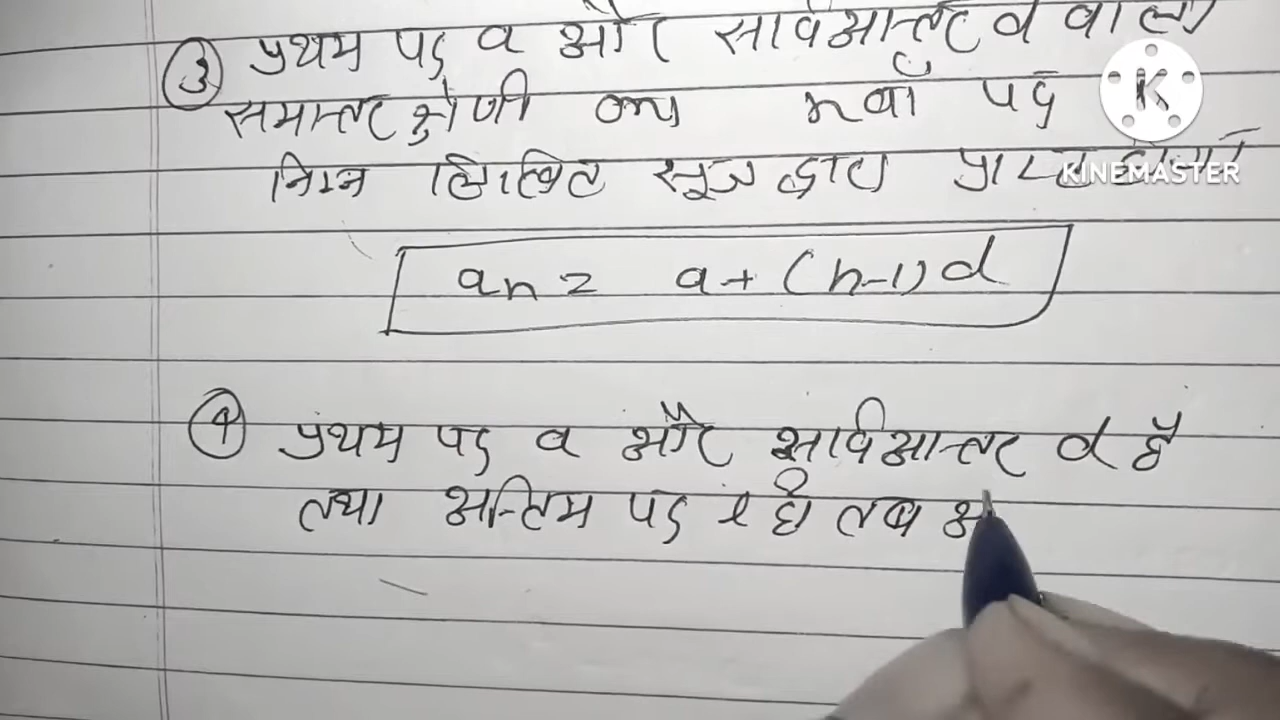 ③ प्रथम पद a और सार्वअन्तर d वाली
समान्तर श्रेणी का nवाँ पद
निम्न लिखित सूत्र द्वारा प्राप्त होगा
an = a + (n-1) d
④ प्रथम पद a और सार्वअन्तर d है
तथा अन्तिम पद l है तब अ
K
KINEMASTER